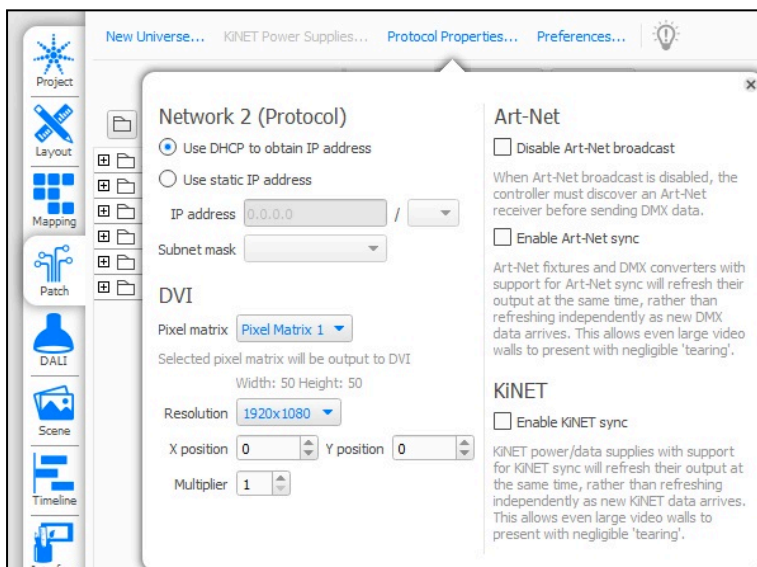 New Universe... KiNET Power Supplies... Protocol Properties... Preferences...
Project
Layout
Mapping
Patch
DALI
Scene
Timeline
Network 2 (Protocol)
Use DHCP to obtain IP address
Use static IP address
IP address 0.0.0.0 /
Subnet mask
DVI
Pixel matrix Pixel Matrix 1
Selected pixel matrix will be output to DVI
Width: 50 Height: 50
Resolution 1920x1080
X position 0 Y position 0
Multiplier 1
Art-Net
Disable Art-Net broadcast
When Art-Net broadcast is disabled, the
controller must discover an Art-Net
receiver before sending DMX data.
Enable Art-Net sync
Art-Net fixtures and DMX converters with
support for Art-Net sync will refresh their
output at the same time, rather than
refreshing independently as new DMX
data arrives. This allows even large video
walls to present with negligible 'tearing'.
KiNET
Enable KiNET sync
KiNET power/data supplies with support
for KiNET sync will refresh their output at
the same time, rather than refreshing
independently as new KiNET data arrives.
This allows even large video walls to
present with negligible 'tearing'.